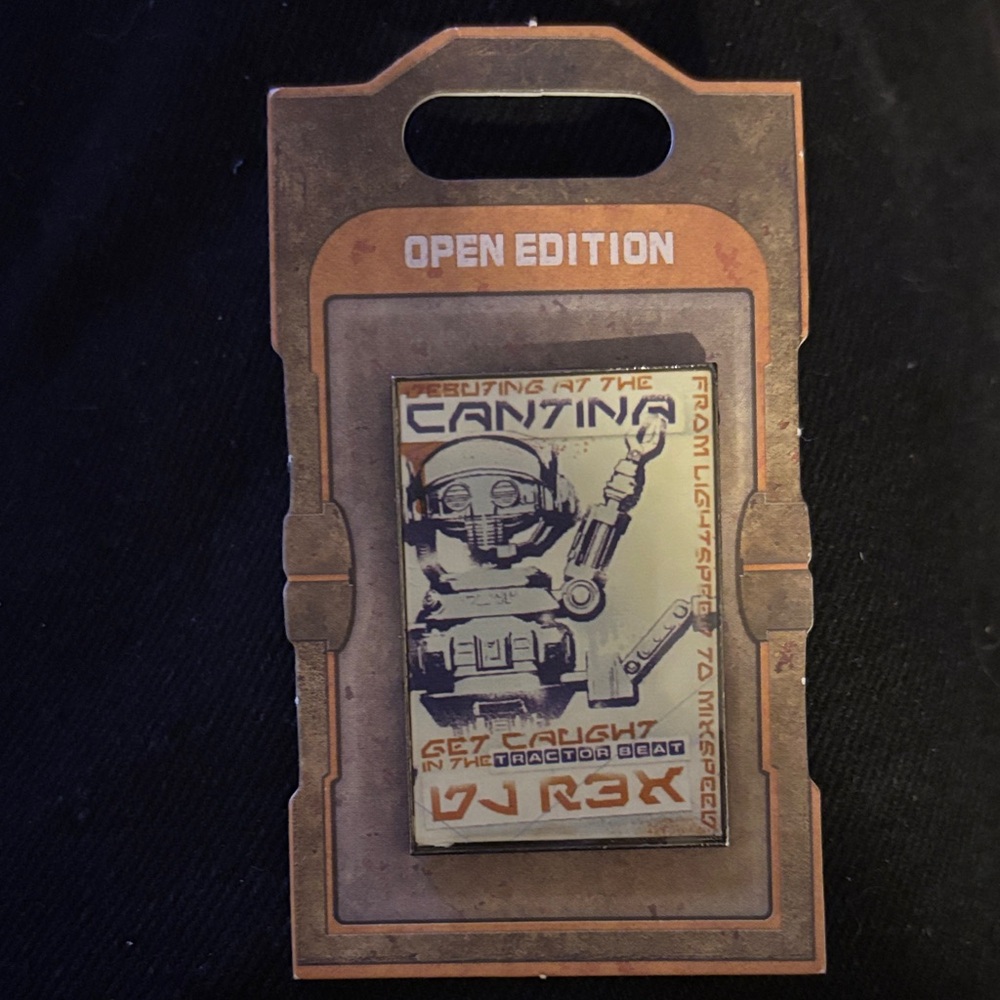 OPEN EDITION
DEBUTING AT THE
CANTINA
FROM LIGHTSPEED TO MIXSPEED
GET CAUGHT
IN THE TRACTOR BEAT
DJ R3X